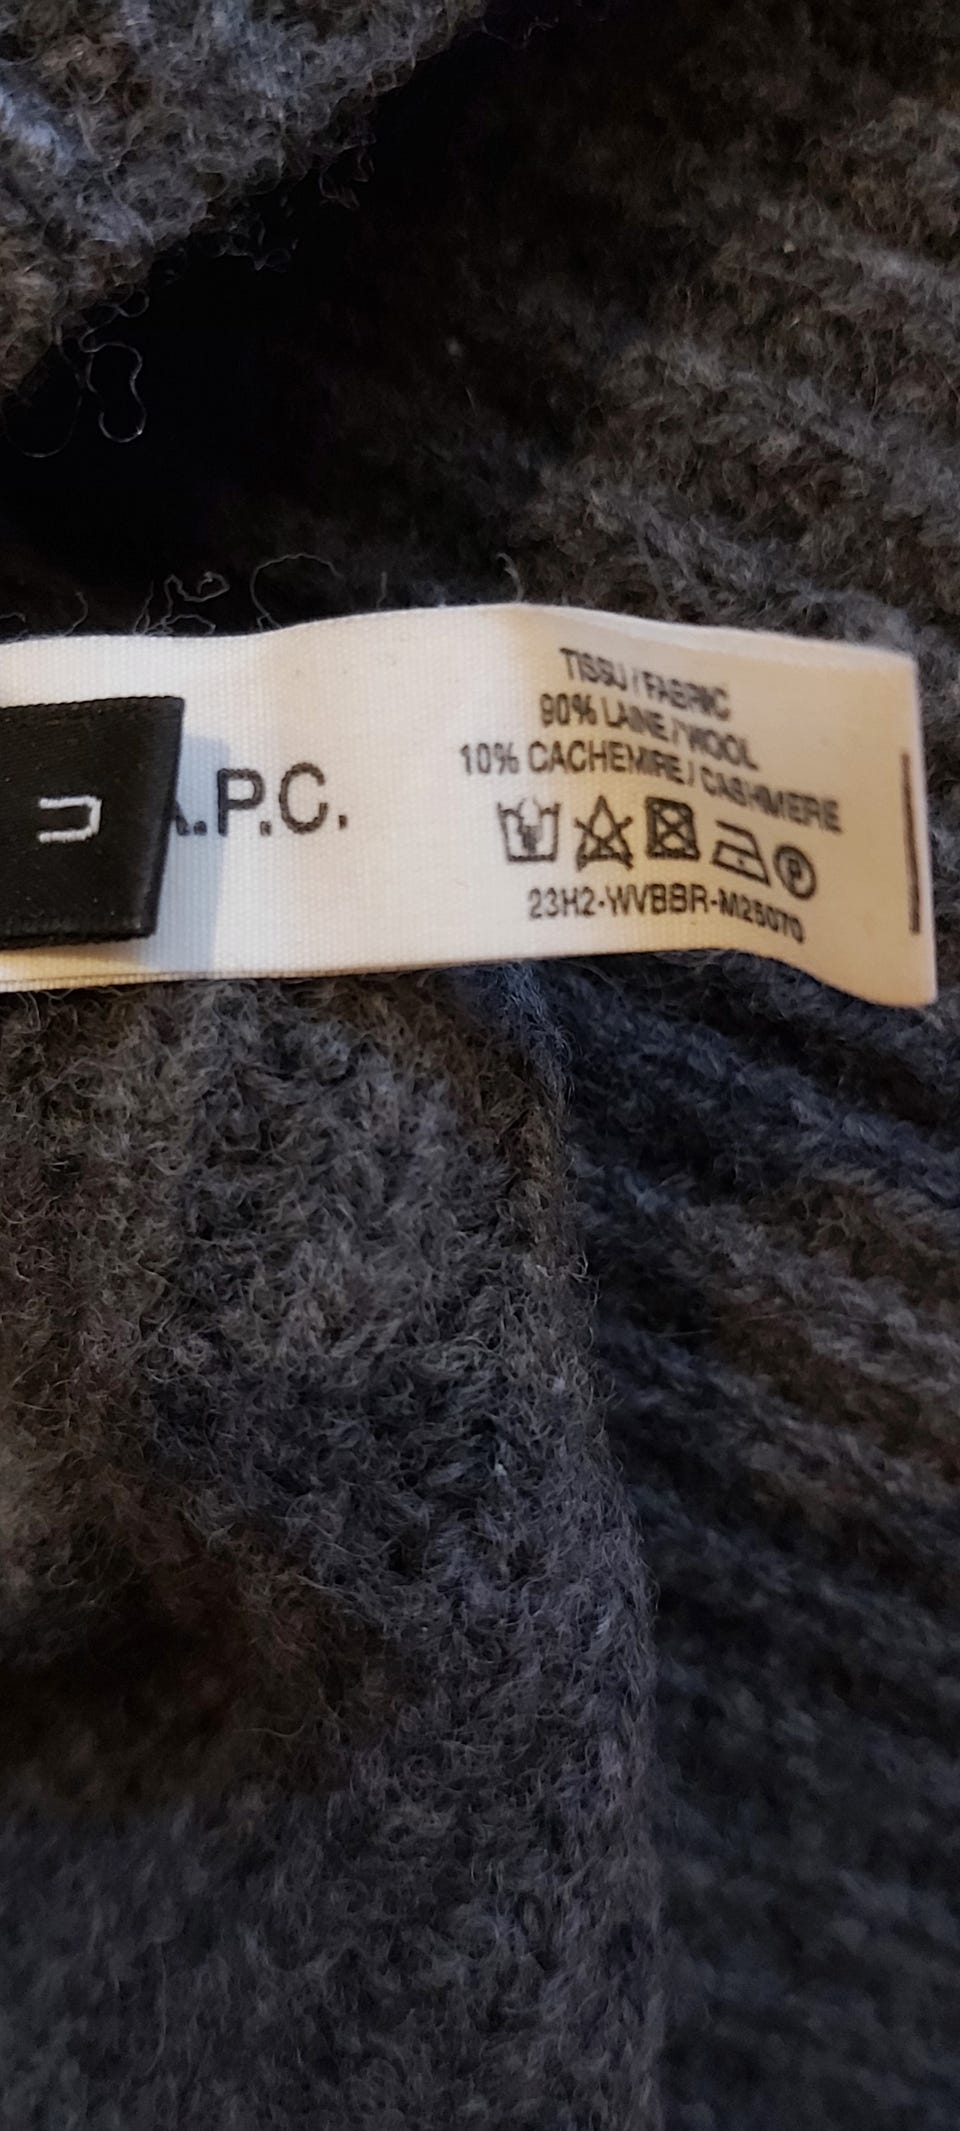 U
A.P.C.
TISSU / FABRIC
90% LAINE / WOOL
10% CACHEMIRE / CASHMERE
P
23H2-WVBBR-M25070